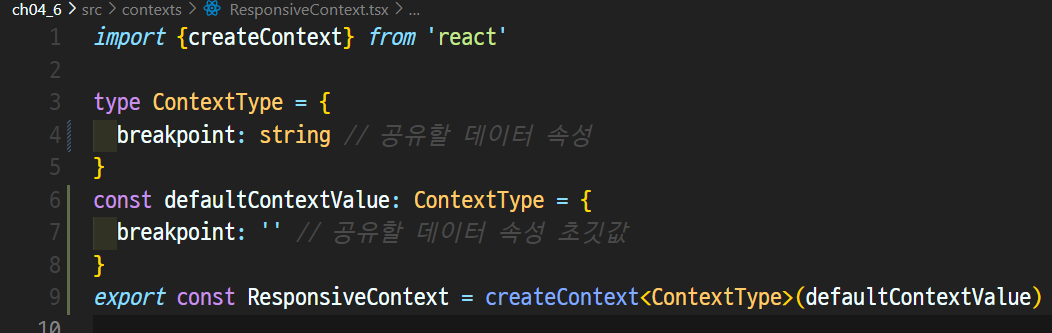 ch04_6 > src > contexts > ResponsiveContext.tsx > ...
1 import {createContext} from 'react'
2
3 type ContextType = {
4 breakpoint: string // 공유할 데이터 속성
5 }
6 const defaultContextValue: ContextType = {
7 breakpoint: '' // 공유할 데이터 속성 초깃값
8 }
9 export const ResponsiveContext = createContext<ContextType>(defaultContextValue)
10